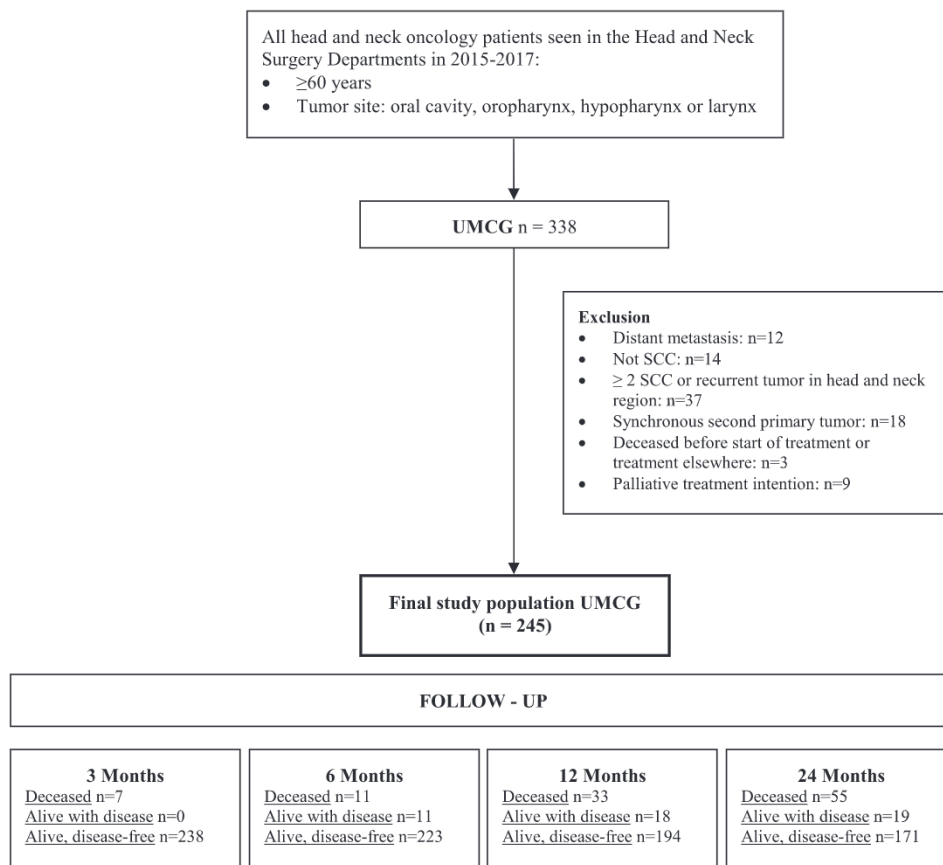 All head and neck oncology patients seen in the Head and Neck
Surgery Departments in 2015-2017:
• ≥60 years
• Tumor site: oral cavity, oropharynx, hypopharynx or larynx
UMCG n = 338
Exclusion
• Distant metastasis: n=12
• Not SCC: n=14
• ≥ 2 SCC or recurrent tumor in head and neck
region: n=37
• Synchronous second primary tumor: n=18
• Deceased before start of treatment or
treatment elsewhere: n=3
• Palliative treatment intention: n=9
Final study population UMCG
(n = 245)
FOLLOW - UP
3 Months
Deceased n=7
Alive with disease n=0
Alive, disease-free n=238
6 Months
Deceased n=11
Alive with disease n=11
Alive, disease-free n=223
12 Months
Deceased n=33
Alive with disease n=18
Alive, disease-free n=194
24 Months
Deceased n=55
Alive with disease n=19
Alive, disease-free n=171